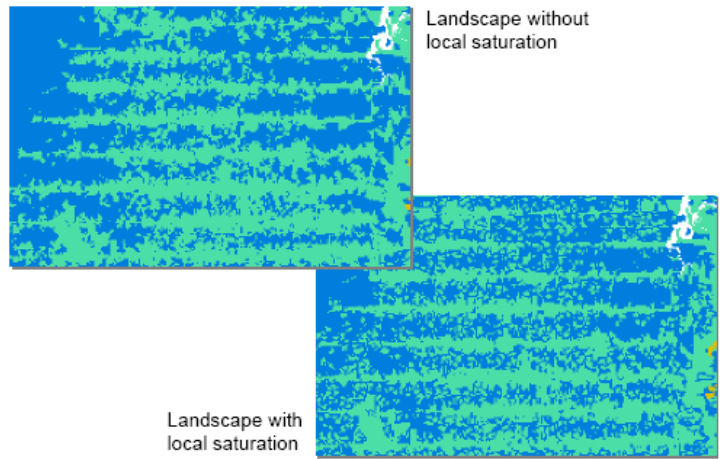 Landscape without
local saturation
Landscape with
local saturation